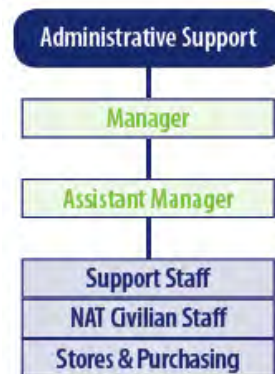 Administrative Support
Manager
Assistant Manager
Support Staff
NAT Civilian Staff
Stores & Purchasing